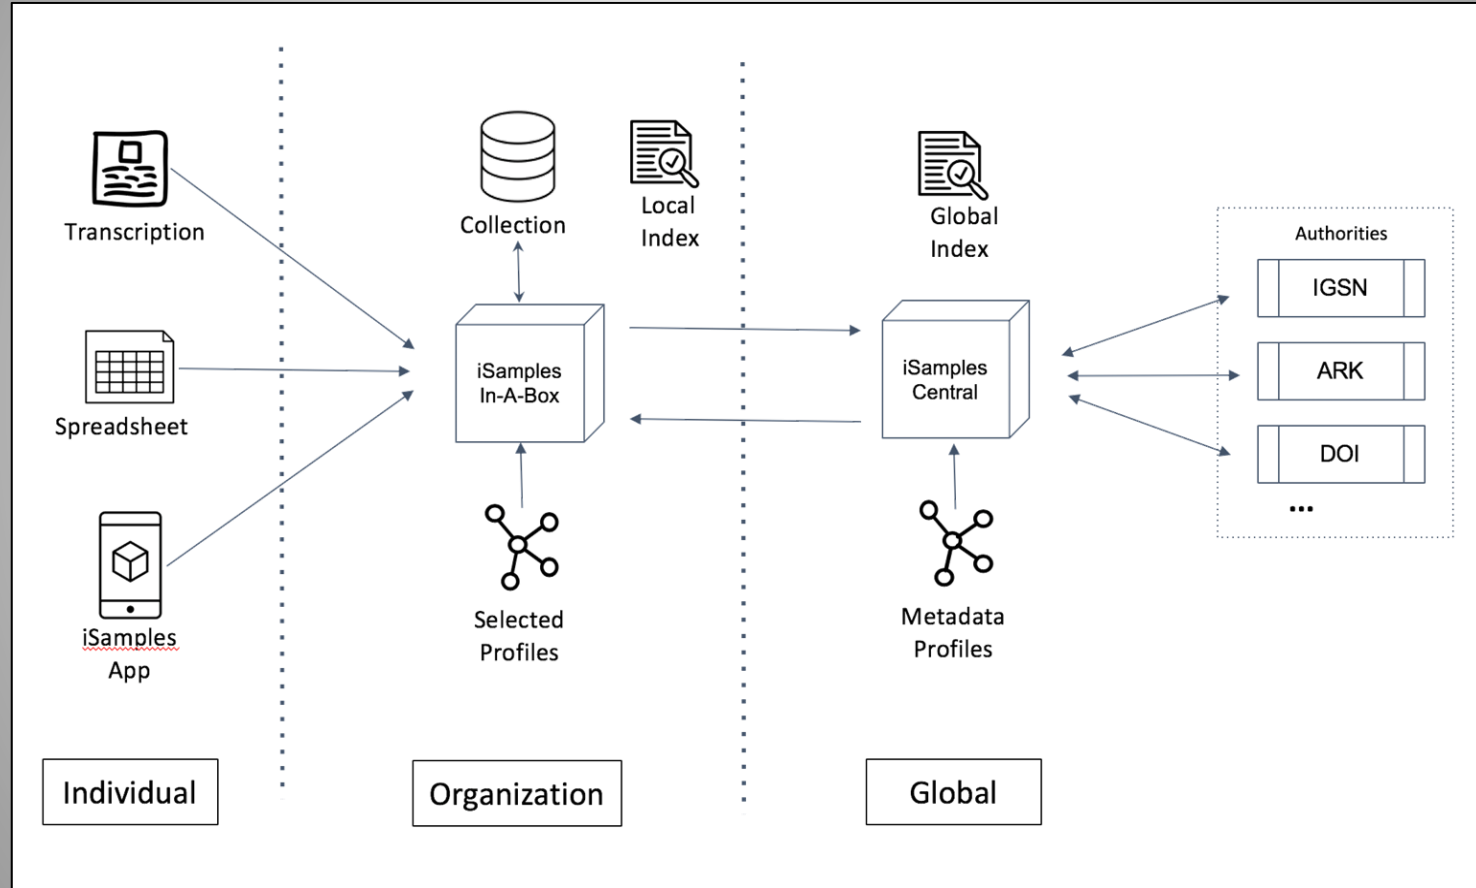 Transcription
Spreadsheet
iSamples
App
Individual
Collection
Local
Index
iSamples
In-A-Box
Selected
Profiles
Organization
Global
Index
iSamples
Central
Metadata
Profiles
Global
Authorities
IGSN
ARK
DOI
...